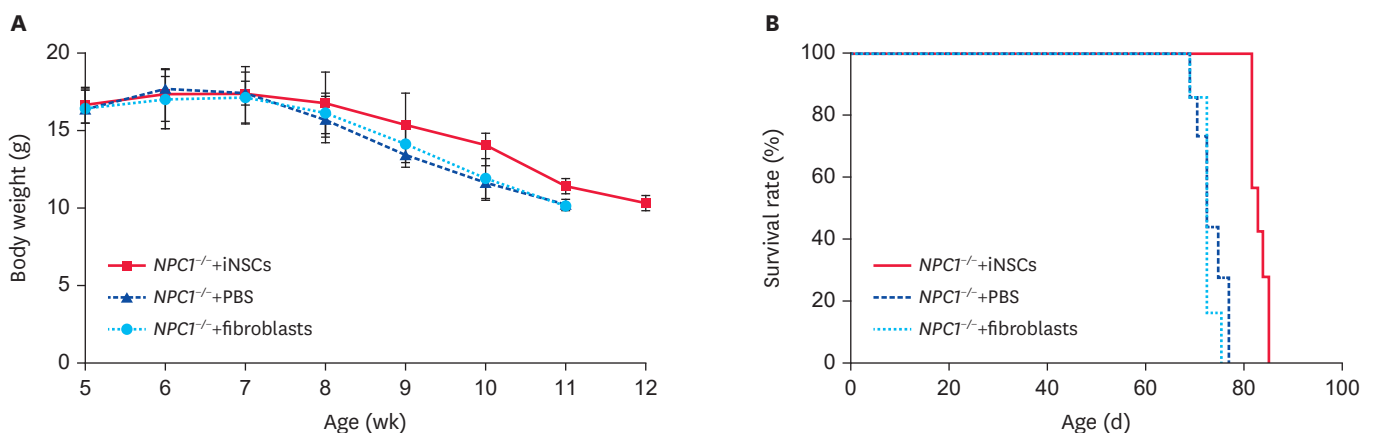 A
Body weight (g)
20
15
10
5
0
NPC1⁻/⁻+iNSCs
NPC1⁻/⁻+PBS
NPC1⁻/⁻+fibroblasts
5 6 7 8 9 10 11 12
Age (wk)
B
Survival rate (%)
100
80
60
40
20
0
NPC1⁻/⁻+iNSCs
NPC1⁻/⁻+PBS
NPC1⁻/⁻+fibroblasts
0 20 40 60 80 100
Age (d)